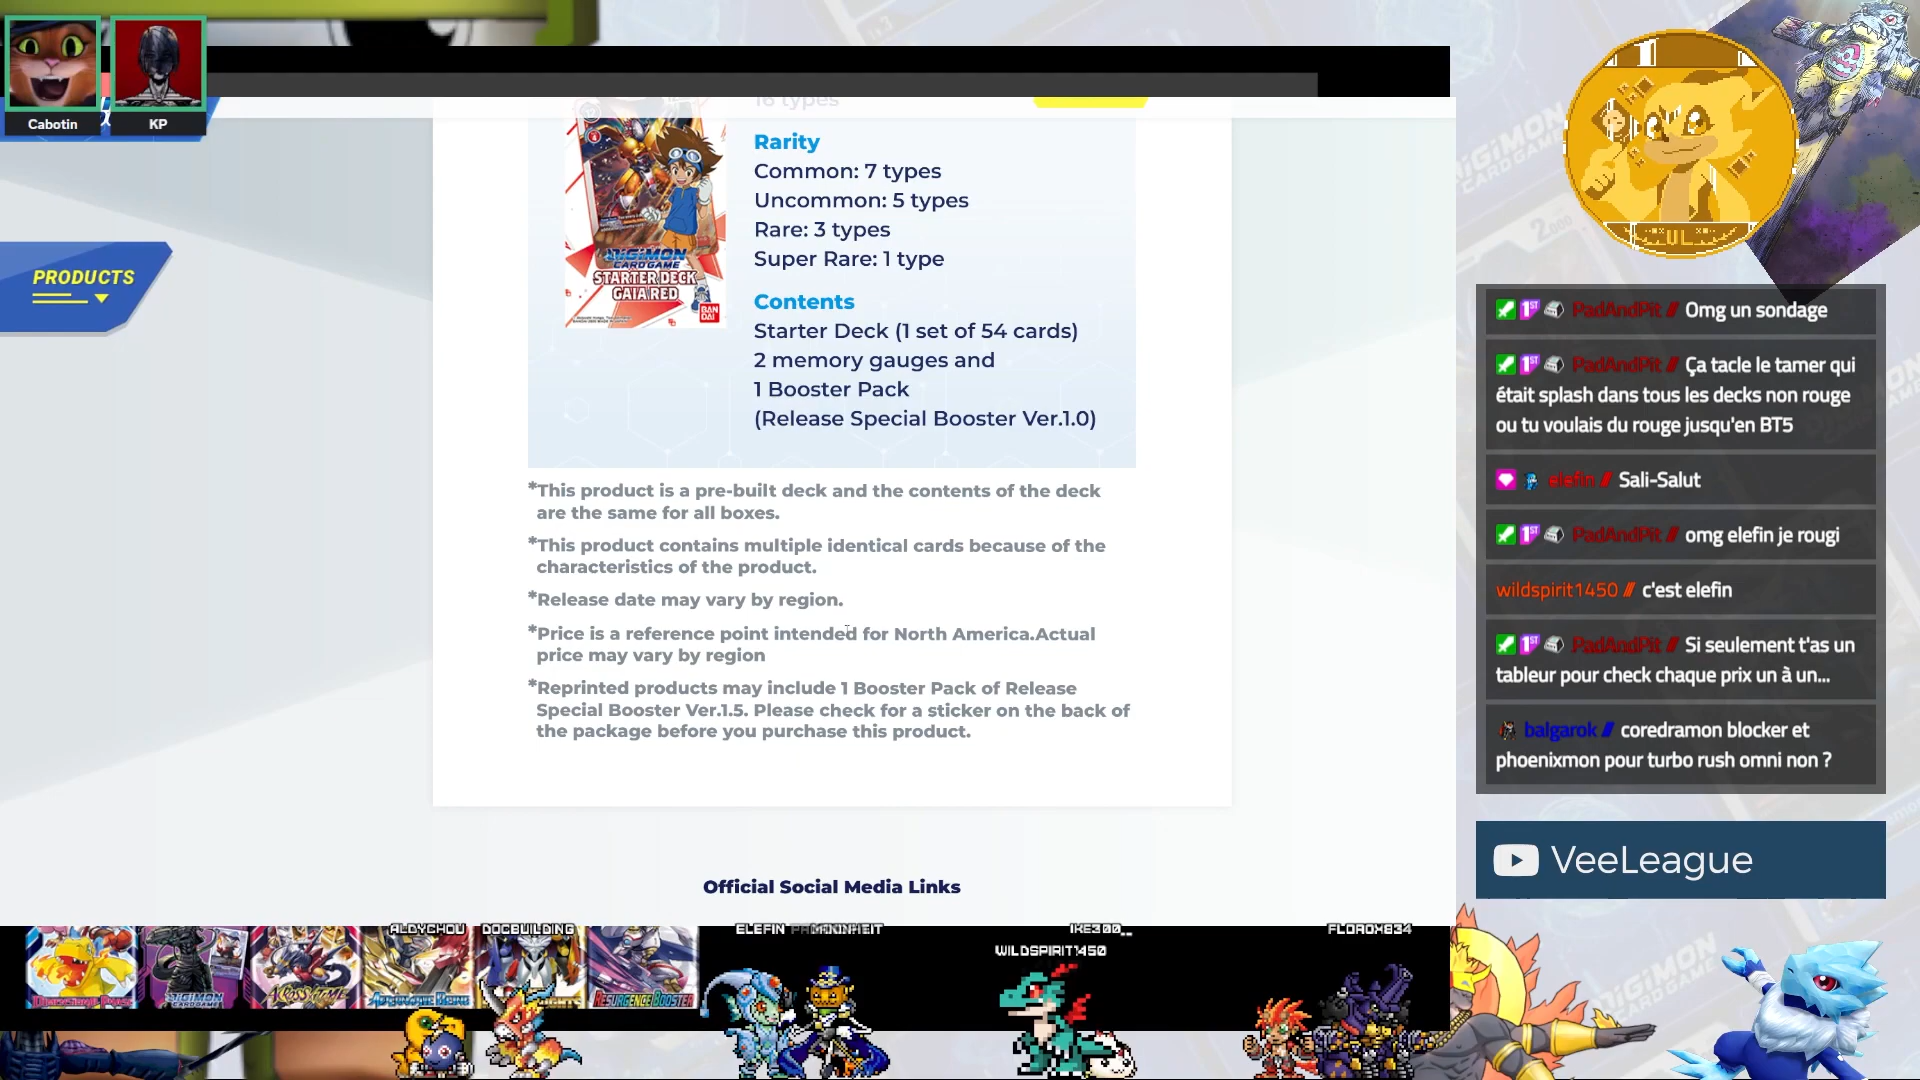 Cabotin
KP
16 types
Rarity
Common: 7 types
Uncommon: 5 types
Rare: 3 types
Super Rare: 1 type
Contents
Starter Deck (1 set of 54 cards)
2 memory gauges and
1 Booster Pack
(Release Special Booster Ver.1.0)
DIGIMON
CARD GAME
STARTER DECK
GAIA RED
BAN
DAI
PRODUCTS
*This product is a pre-built deck and the contents of the deck
are the same for all boxes.
*This product contains multiple identical cards because of the
characteristics of the product.
*Release date may vary by region.
*Price is a reference point intended for North America.Actual
price may vary by region
*Reprinted products may include 1 Booster Pack of Release
Special Booster Ver.1.5. Please check for a sticker on the back of
the package before you purchase this product.
Official Social Media Links
PadAndPit // Omg un sondage
PadAndPit // Ça tacle le tamer qui
était splash dans tous les decks non rouge
ou tu voulais du rouge jusqu'en BT5
elefin // Sali-Salut
PadAndPit // omg elefin je rougi
wildspirit1450 // c'est elefin
PadAndPit // Si seulement t'as un
tableur pour check chaque prix un à un...
balgarok // coredramon blocker et
phoenixmon pour turbo rush omni non ?
VeeLeague
ALDYCHOU
DOCBUILDING
ELEFIN
IKE300__
WILDSPIRIT1450
FLOROX834
RESURGENCE BOOSTER